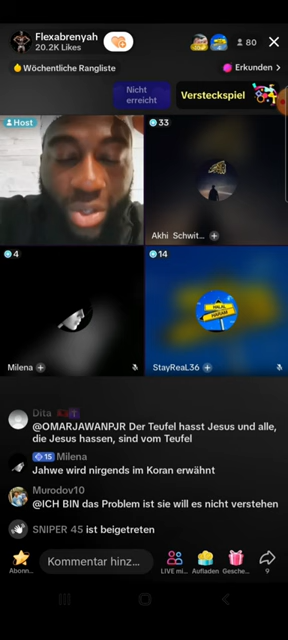 Flexabrenyah
20.2K Likes
80
Wöchentliche Rangliste
Erkunden >
Nicht
erreicht
Versteckspiel
Host
33
Akhi Schwit...
4
14
Milena
StayReaL36
HALAL
HARAM
Dita
@OMARJAWANPJR Der Teufel hasst Jesus und alle,
die Jesus hassen, sind vom Teufel
15 Milena
Jahwe wird nirgends im Koran erwähnt
Murodov10
@ICH BIN das Problem ist sie will es nicht verstehen
SNIPER 45 ist beigetreten
Abonn...
Kommentar hinz...
LIVE mi...
Aufladen
Gesche...
9